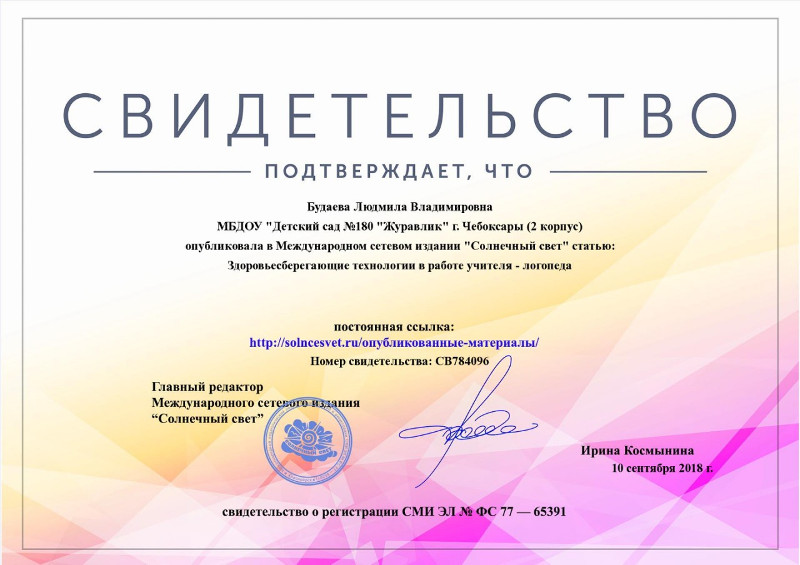 СВИДЕТЕЛЬСТВО
ПОДТВЕРЖДАЕТ, ЧТО
Будаева Людмила Владимировна
МБДОУ "Детский сад №180 "Журавлик" г. Чебоксары (2 корпус)
опубликовала в Международном сетевом издании "Солнечный свет" статью:
Здоровьесберегающие технологии в работе учителя - логопеда
постоянная ссылка:
http://solncesvet.ru/опубликованные-материалы/
Номер свидетельства: СВ784096
Главный редактор
Международного сетевого издания
“Солнечный свет”
Ирина Космынина
10 сентября 2018 г.
свидетельство о регистрации СМИ ЭЛ № ФС 77 — 65391